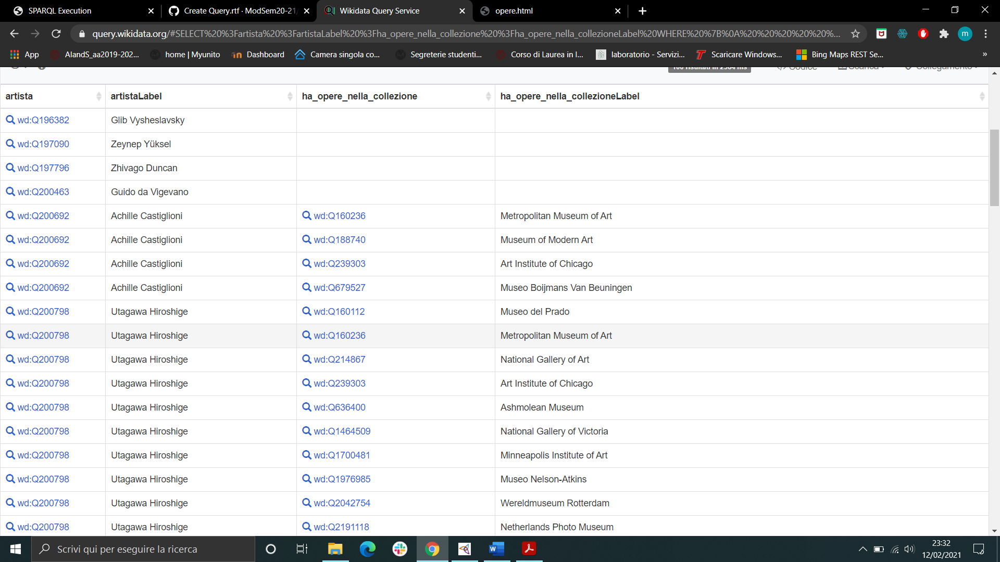 SPARQL Execution
Create Query.rtf · ModSem20-21/
Wikidata Query Service
opere.html
query.wikidata.org/#SELECT%20%3Fartista%20%3FartistaLabel%20%3Fha_opere_nella_collezione%20%3Fha_opere_nella_collezioneLabel%20WHERE%20%7B%0A%20%20%20%20%20%...
m
App
AlandS_aa2019-202...
home | Myunito
Dashboard
Camera singola co...
Segreterie studenti...
Corso di Laurea in I...
laboratorio - Servizi...
Scaricare Windows...
Bing Maps REST Se...
»
Codice
Scarica
Collegamento
artista artistaLabel ha_opere_nella_collezione ha_opere_nella_collezioneLabel
wd:Q196382 Glib Vysheslavsky
wd:Q197090 Zeynep Yüksel
wd:Q197796 Zhivago Duncan
wd:Q200463 Guido da Vigevano
wd:Q200692 Achille Castiglioni wd:Q160236 Metropolitan Museum of Art
wd:Q200692 Achille Castiglioni wd:Q188740 Museum of Modern Art
wd:Q200692 Achille Castiglioni wd:Q239303 Art Institute of Chicago
wd:Q200692 Achille Castiglioni wd:Q679527 Museo Boijmans Van Beuningen
wd:Q200798 Utagawa Hiroshige wd:Q160112 Museo del Prado
wd:Q200798 Utagawa Hiroshige wd:Q160236 Metropolitan Museum of Art
wd:Q200798 Utagawa Hiroshige wd:Q214867 National Gallery of Art
wd:Q200798 Utagawa Hiroshige wd:Q239303 Art Institute of Chicago
wd:Q200798 Utagawa Hiroshige wd:Q636400 Ashmolean Museum
wd:Q200798 Utagawa Hiroshige wd:Q1464509 National Gallery of Victoria
wd:Q200798 Utagawa Hiroshige wd:Q1700481 Minneapolis Institute of Art
wd:Q200798 Utagawa Hiroshige wd:Q1976985 Museo Nelson-Atkins
wd:Q200798 Utagawa Hiroshige wd:Q2042754 Wereldmuseum Rotterdam
wd:Q200798 Utagawa Hiroshige wd:Q2191118 Netherlands Photo Museum
Scrivi qui per eseguire la ricerca
23:32
12/02/2021